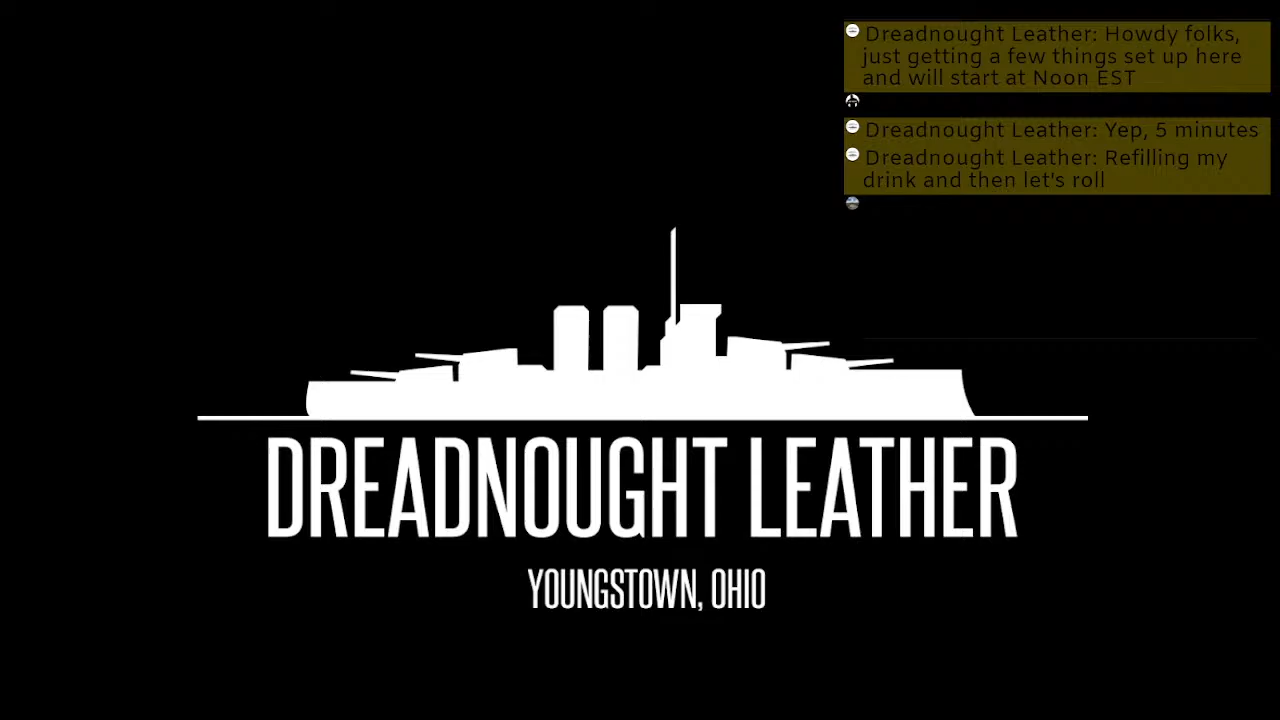 Dreadnought Leather: Howdy folks,
just getting a few things set up here
and will start at Noon EST
Dreadnought Leather: Yep, 5 minutes
Dreadnought Leather: Refilling my
drink and then let's roll
DREADNOUGHT LEATHER
YOUNGSTOWN, OHIO